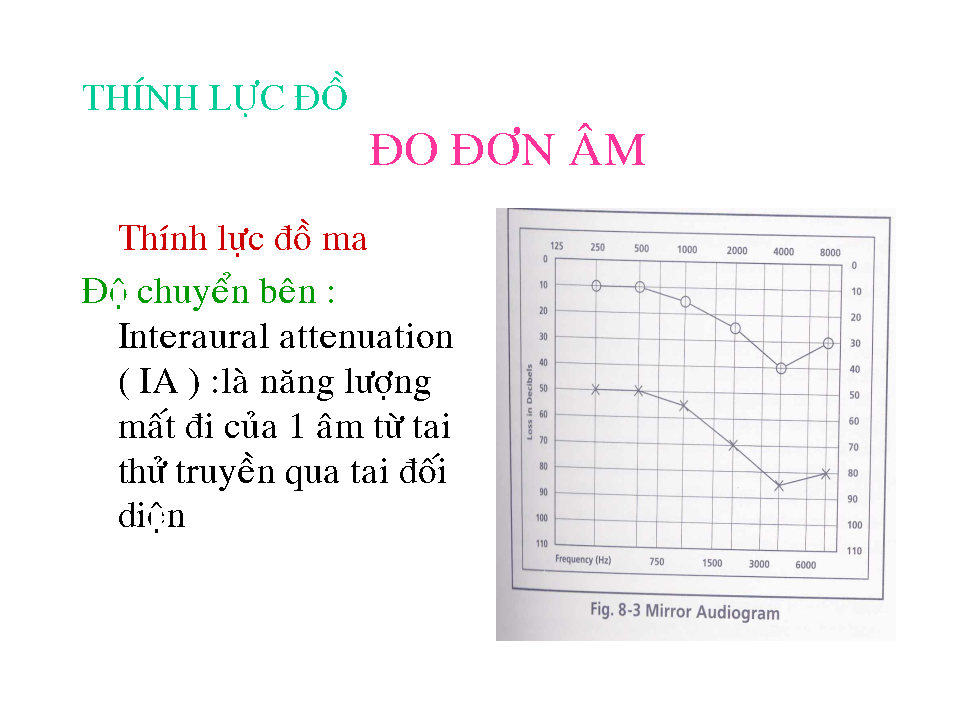 THÍNH LỰC ĐỒ
ĐO ĐƠN ÂM
Thính lực đồ ma
Độ chuyển bên :
Interaural attenuation
( IA ) :là năng lượng
mất đi của 1 âm từ tai
thử truyền qua tai đối
diện
125 250 500 1000 2000 4000 8000
0 0
10 10
20 20
30 30
40 40
50 50
60 60
70 70
80 80
90 90
100 100
110 110
Loss in Decibels
Frequency (Hz) 750 1500 3000 6000
Fig. 8-3 Mirror Audiogram